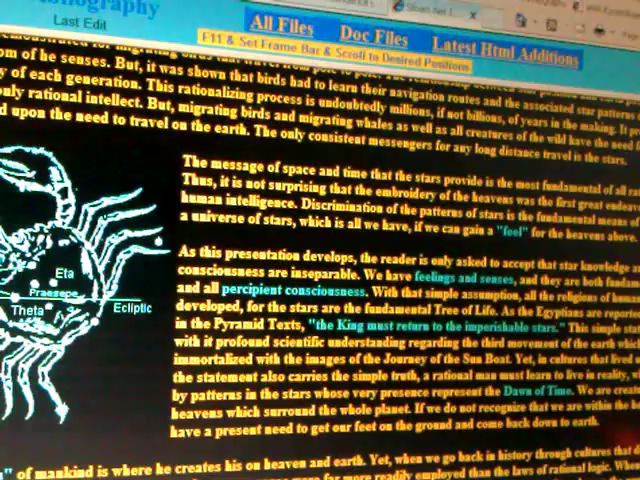 nography
Last Edit
All Files Doc Files Latest Html Additions
F11 & Set Frame Bar & Scroll to Desired Positions
om of he senses. But, it was shown that birds had to learn their navigation routes and the associated star patterns
y of each generation. This rationalizing process is undoubtedly millions, if not billions, of years in the making. It
only rational intellect. But, migrating birds and migrating whales as well as all creatures of the wild have the need
d upon the need to travel on the earth. The only consistent messengers for any long distance travel is the stars.
The message of space and time that the stars provide is the most fundamental of all
Thus, it is not surprising that the embroidery of the heavens was the first great
human intelligence. Discrimination of the patterns of stars is the fundamental means
a universe of stars, which is all we have, if we can gain a "feel" for the heavens above
As this presentation develops, the reader is only asked to accept that star knowledge
consciousness are inseparable. We have feelings and senses, and they are both fundam
and all percipient consciousness. With that simple assumption, all the religions of
developed, for the stars are the fundamental Tree of Life. As the Egyptians are
in the Pyramid Texts, "the King must return to the imperishable stars." This simple
with it profound scientific understanding regarding the third movement of the earth
immortalized with the images of the Journey of the Sun Boat. Yet, in cultures that lived
the statement also carries the simple truth, a rational man must learn to live in reality,
by patterns in the stars whose very presence represent the Dawn of Time. We are
heavens which surround the whole planet. If we do not recognize that we are within the
have a present need to get our feet on the ground and come back down to earth.
Eta
Praesepe
Theta
Ecliptic
" of mankind is where he creates his on heaven and earth. Yet, when we go back in history through cultures that
were far more readily employed than the laws of rational logic.